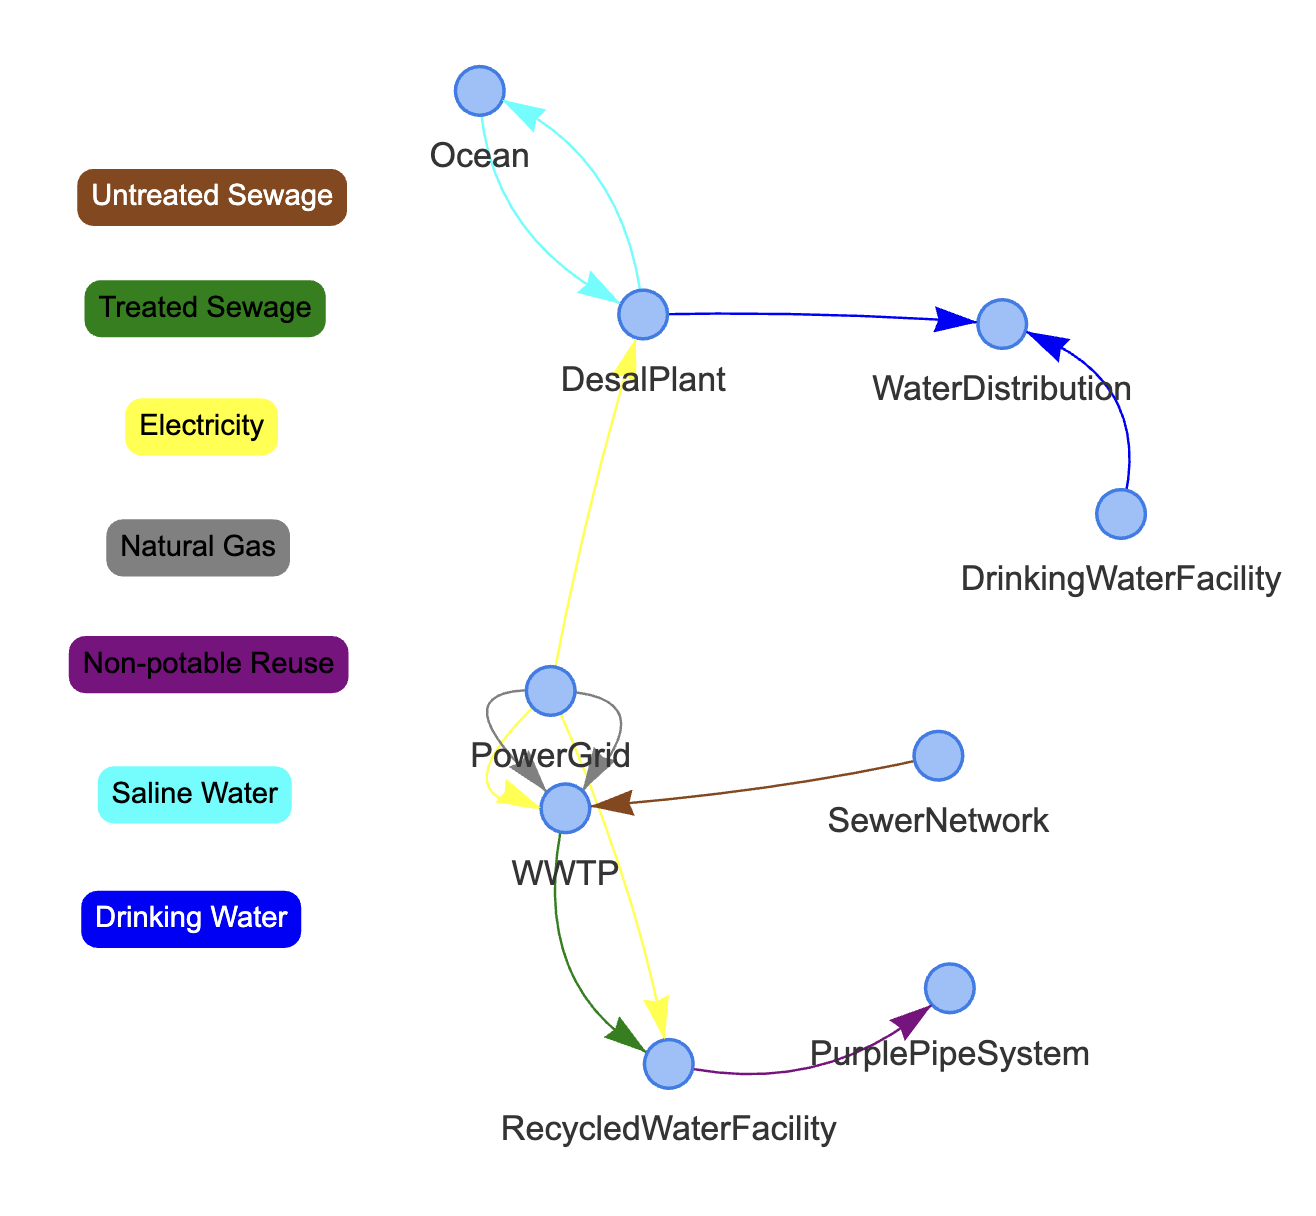 Ocean
Untreated Sewage
Treated Sewage
DesalPlant
WaterDistribution
Electricity
Natural Gas
DrinkingWaterFacility
Non-potable Reuse
PowerGrid
Saline Water
SewerNetwork
WWTP
Drinking Water
PurplePipeSystem
RecycledWaterFacility